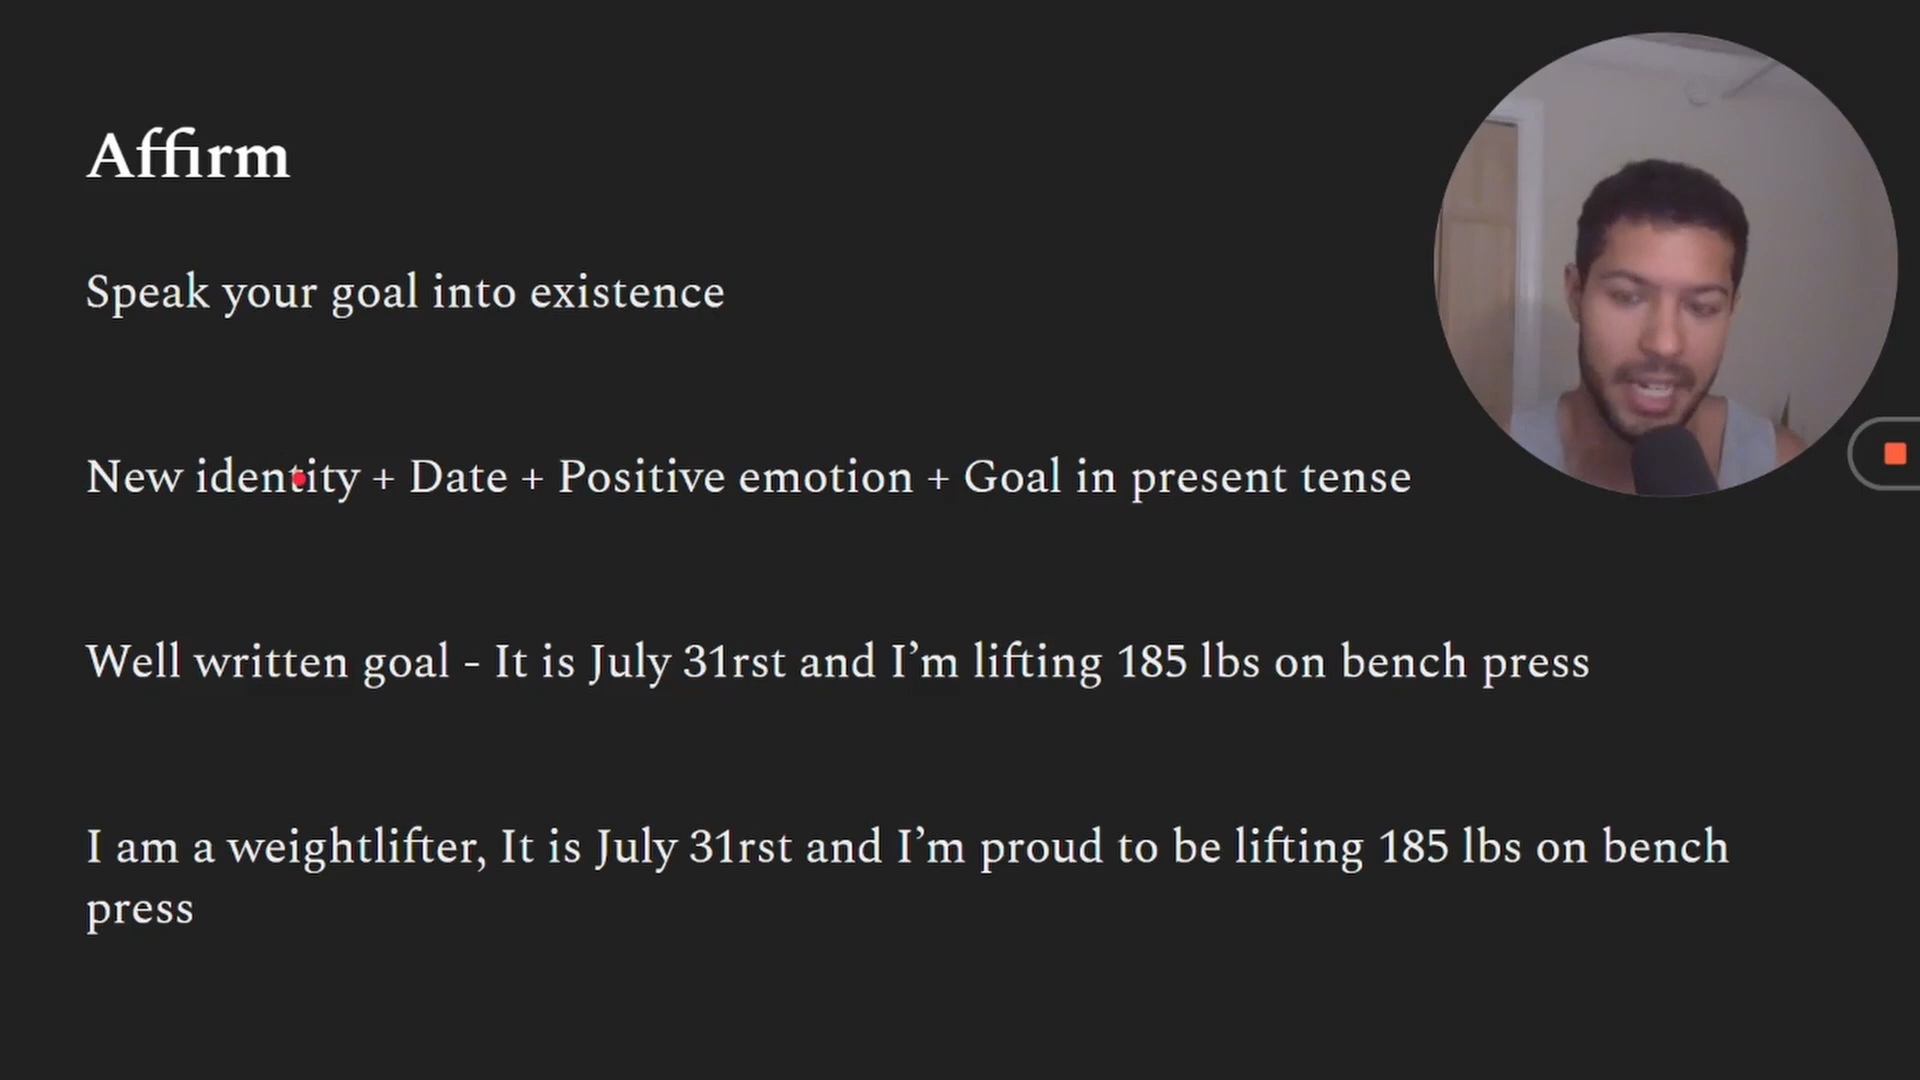 Affirm
Speak your goal into existence
New identity + Date + Positive emotion + Goal in present tense
Well written goal - It is July 31rst and I’m lifting 185 lbs on bench press
I am a weightlifter, It is July 31rst and I’m proud to be lifting 185 lbs on bench
press